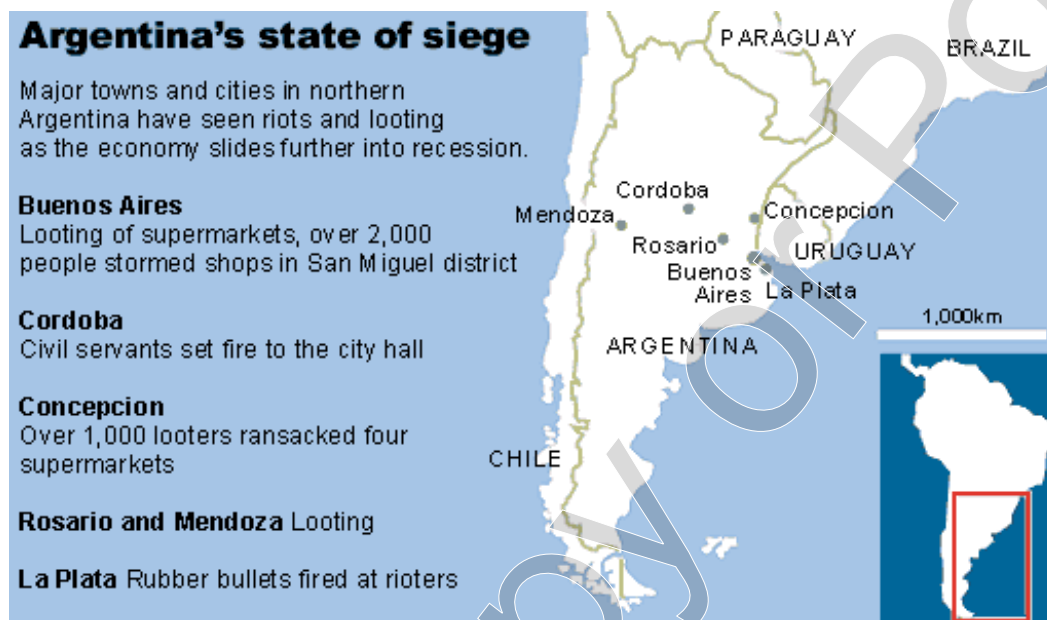 Argentina's state of siege
Major towns and cities in northern
Argentina have seen riots and looting
as the economy slides further into recession.
Buenos Aires
Looting of supermarkets, over 2,000
people stormed shops in San Miguel district
Cordoba
Civil servants set fire to the city hall
Concepcion
Over 1,000 looters ransacked four
supermarkets
Rosario and Mendoza Looting
La Plata Rubber bullets fired at rioters
PARAGUAY
BRAZIL
Cordoba
Mendoza
Concepcion
Rosario
URUGUAY
Buenos
Aires
La Plata
ARGENTINA
CHILE
1,000km